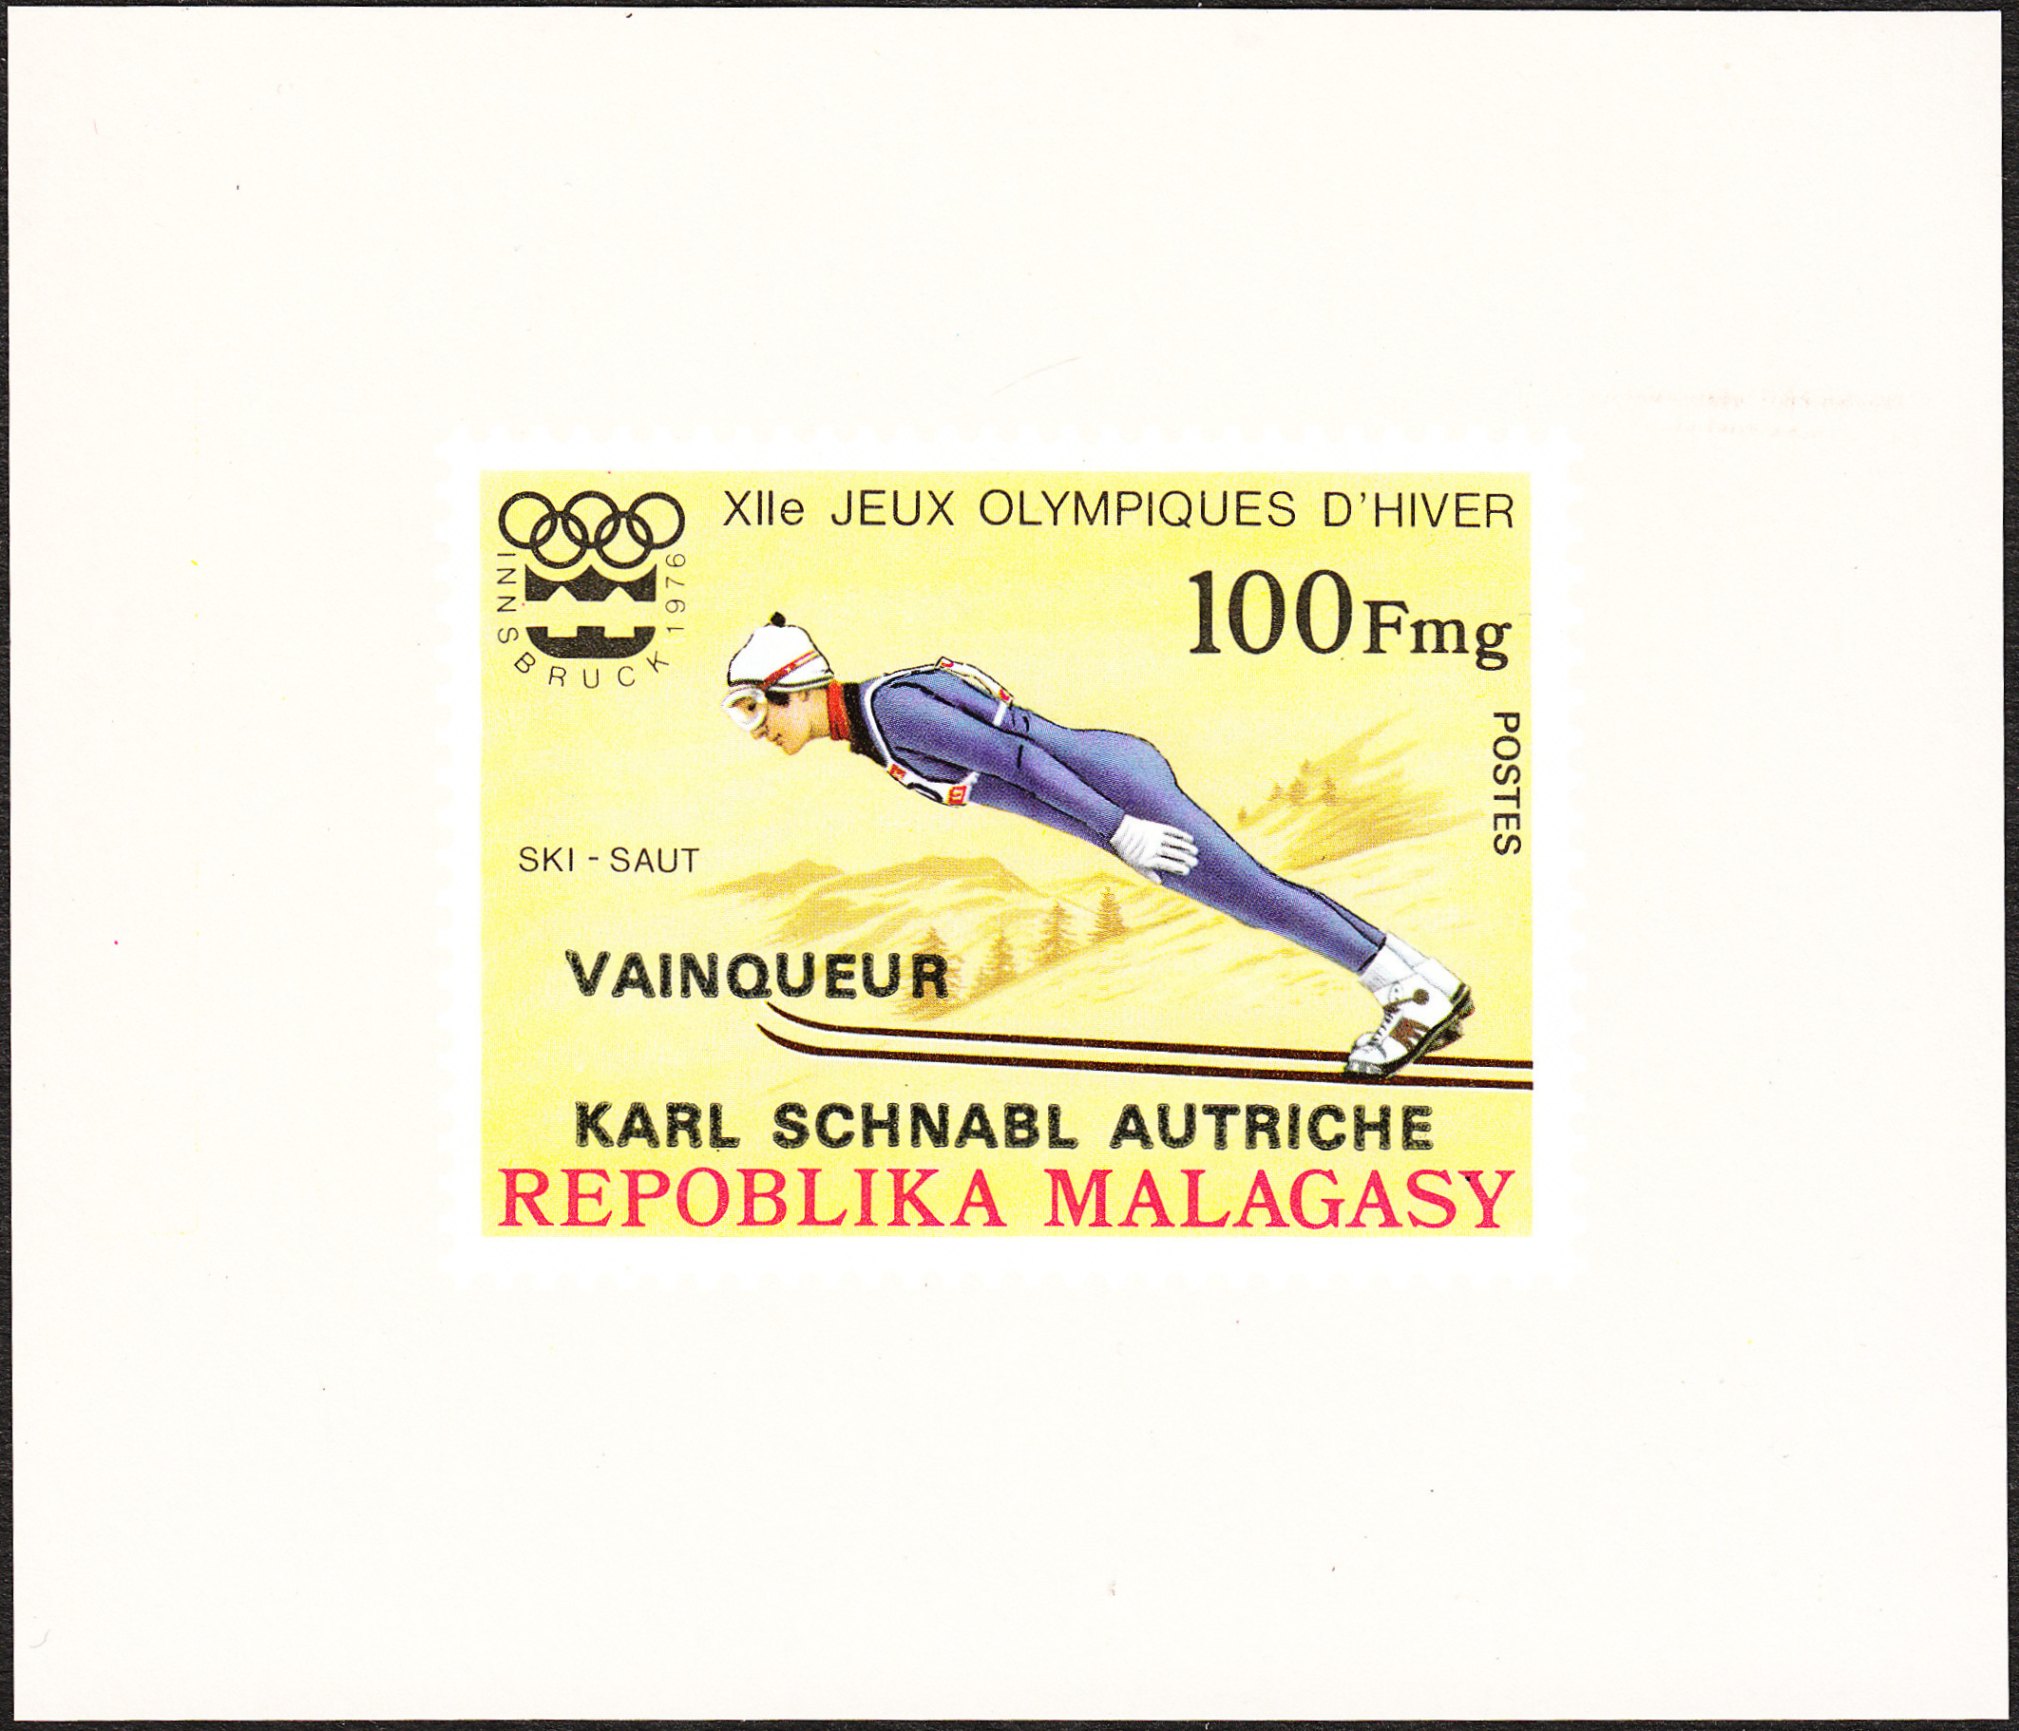 XIIe JEUX OLYMPIQUES D'HIVER
INNSBRUCK 1976
100 Fmg
POSTES
SKI - SAUT
VAINQUEUR
KARL SCHNABL AUTRICHE
REPOBLIKA MALAGASY